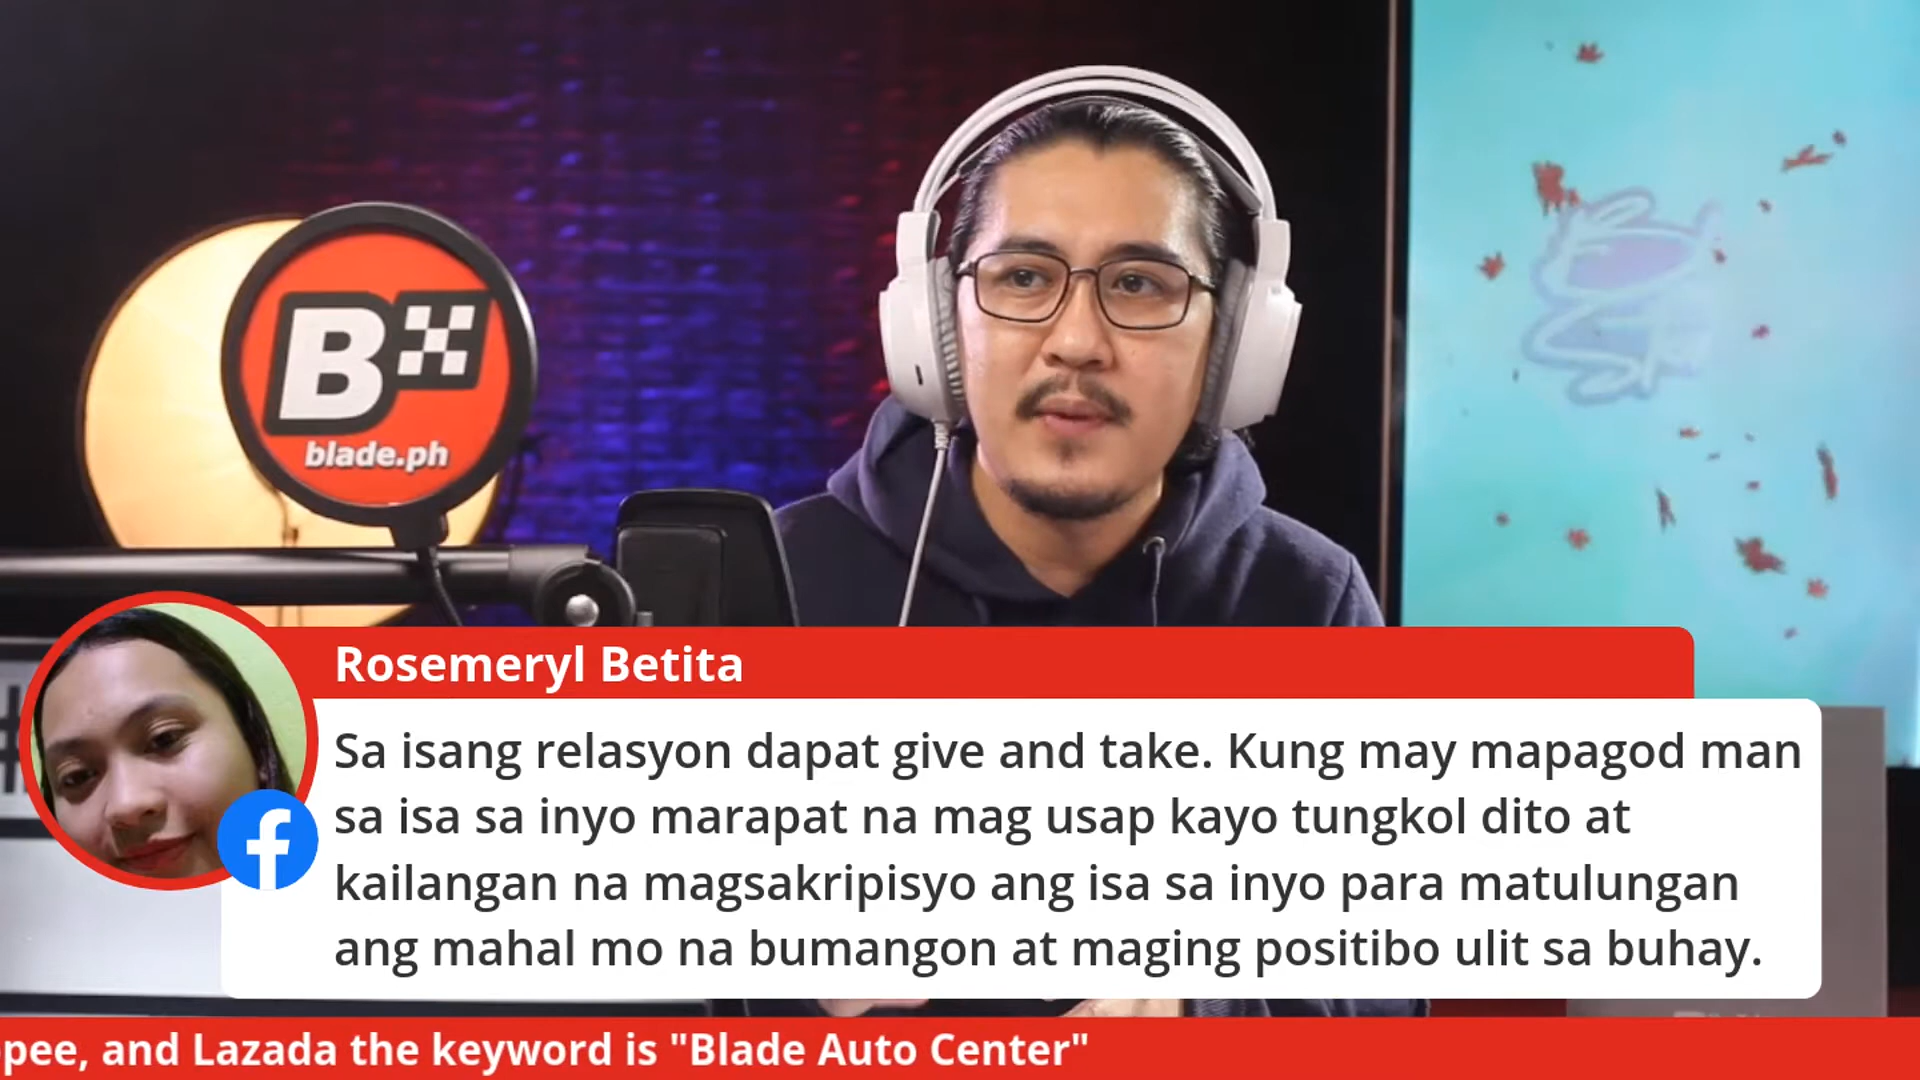 B
blade.ph
Rosemeryl Betita
Sa isang relasyon dapat give and take. Kung may mapagod man
sa isa sa inyo marapat na mag usap kayo tungkol dito at
kailangan na magsakripisyo ang isa sa inyo para matulungan
ang mahal mo na bumangon at maging positibo ulit sa buhay.
pee, and Lazada the keyword is "Blade Auto Center"